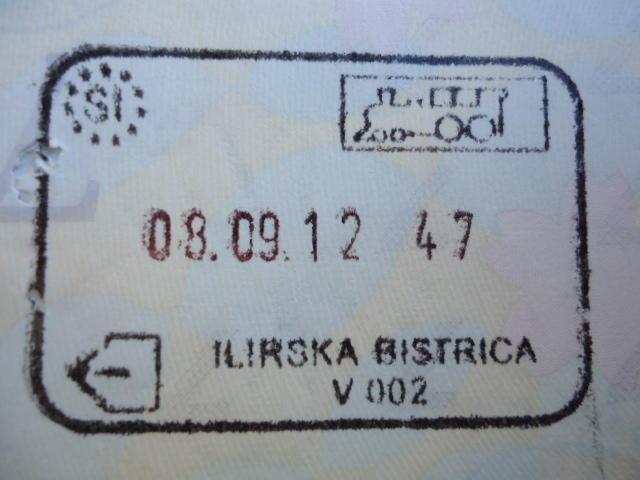 SI
08.09.12 47
ILIRSKA BISTRICA
V 002